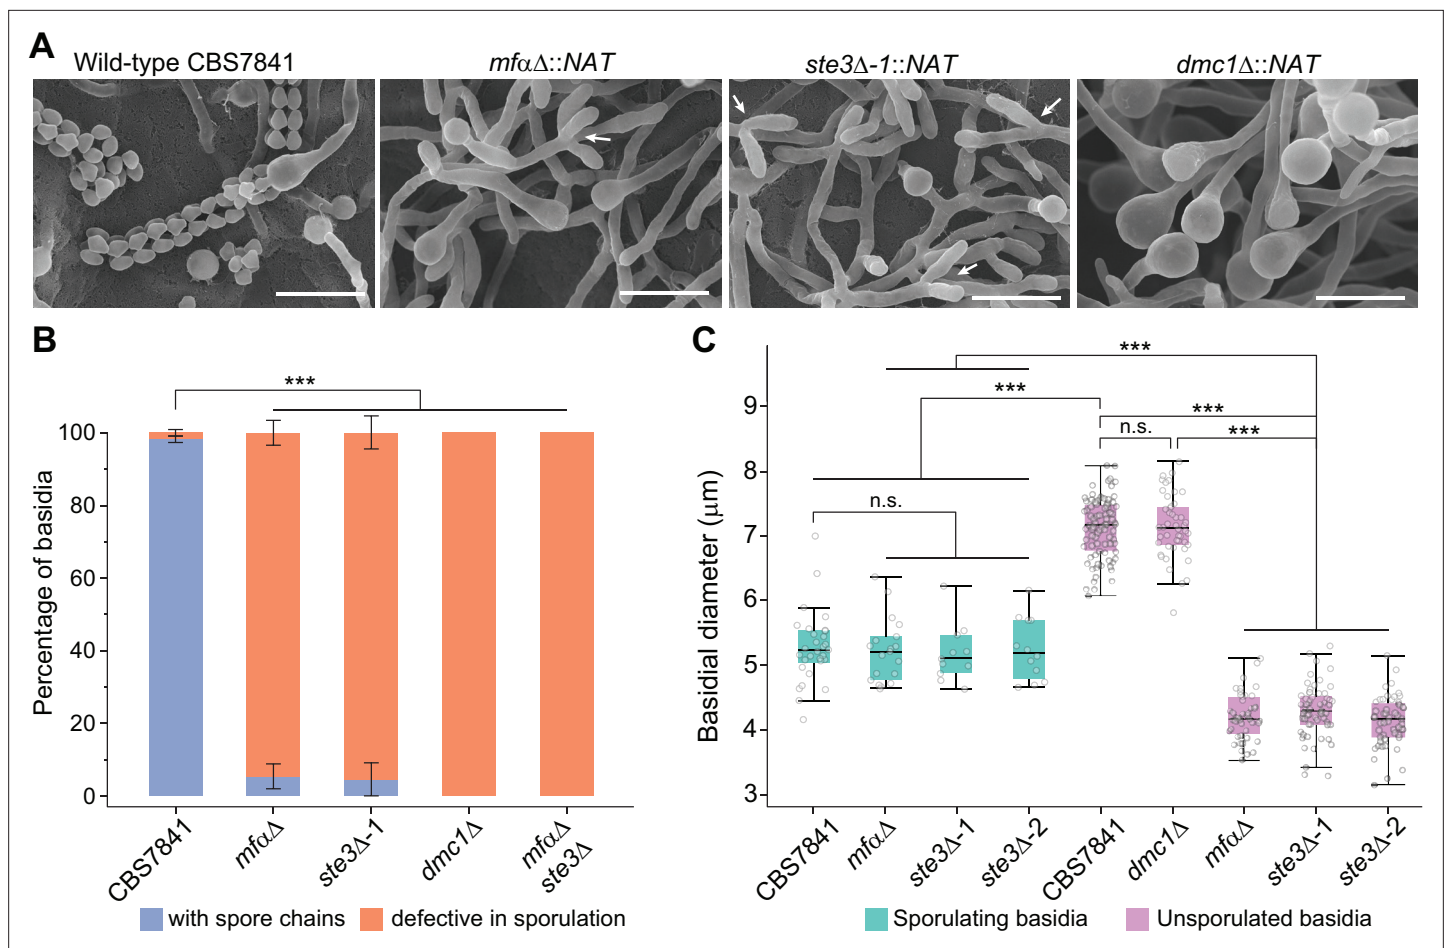 A
Wild-type CBS7841
mfαΔ::NAT
ste3Δ-1::NAT
dmc1Δ::NAT
B
***
Percentage of basidia
100
80
60
40
20
0
CBS7841
mfαΔ
ste3Δ-1
dmc1Δ
mfαΔ
ste3Δ
with spore chains
defective in sporulation
C
***
***
***
n.s.
***
n.s.
Basidial diameter (μm)
9
8
7
6
5
4
3
CBS7841
mfαΔ
ste3Δ-1
ste3Δ-2
CBS7841
dmc1Δ
mfαΔ
ste3Δ-1
ste3Δ-2
Sporulating basidia
Unsporulated basidia